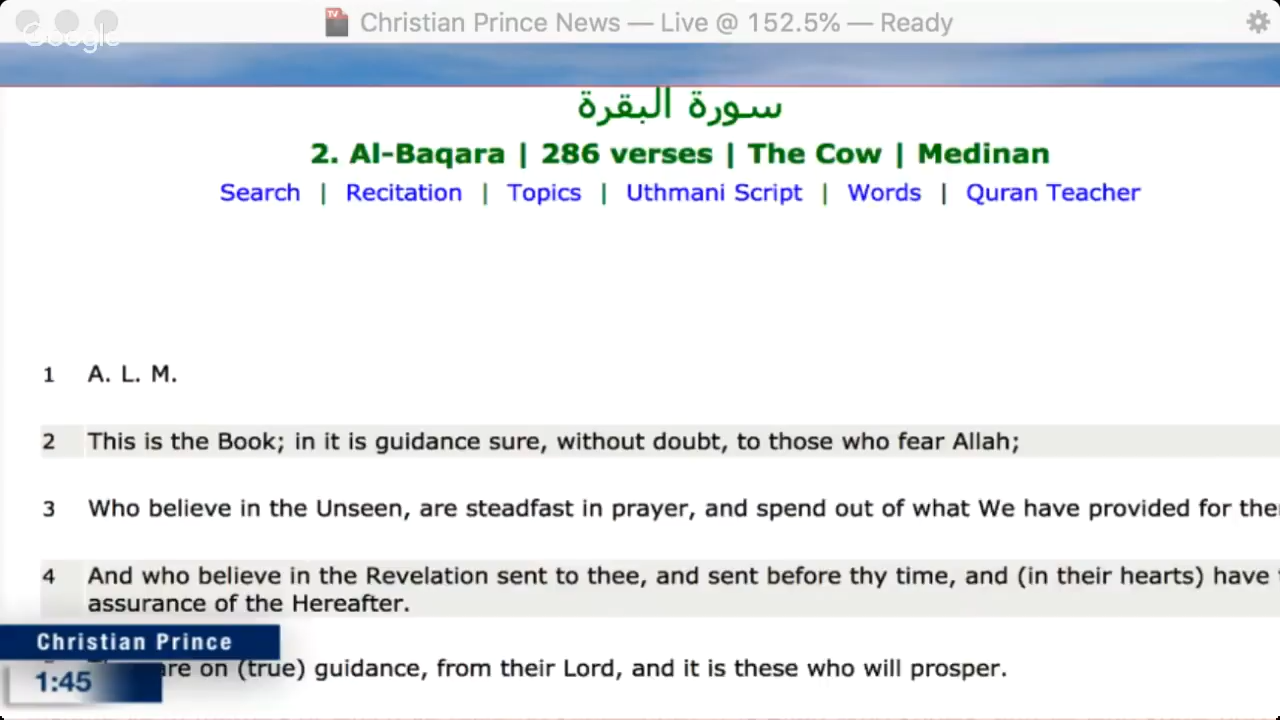 Christian Prince News — Live @ 152.5% — Ready
Google
سورة البقرة
2. Al-Baqara | 286 verses | The Cow | Medinan
Search | Recitation | Topics | Uthmani Script | Words | Quran Teacher
1 A. L. M.
2 This is the Book; in it is guidance sure, without doubt, to those who fear Allah;
3 Who believe in the Unseen, are steadfast in prayer, and spend out of what We have provided for
4 And who believe in the Revelation sent to thee, and sent before thy time, and (in their hearts) have
assurance of the Hereafter.
Christian Prince
are on (true) guidance, from their Lord, and it is these who will prosper.
1:45